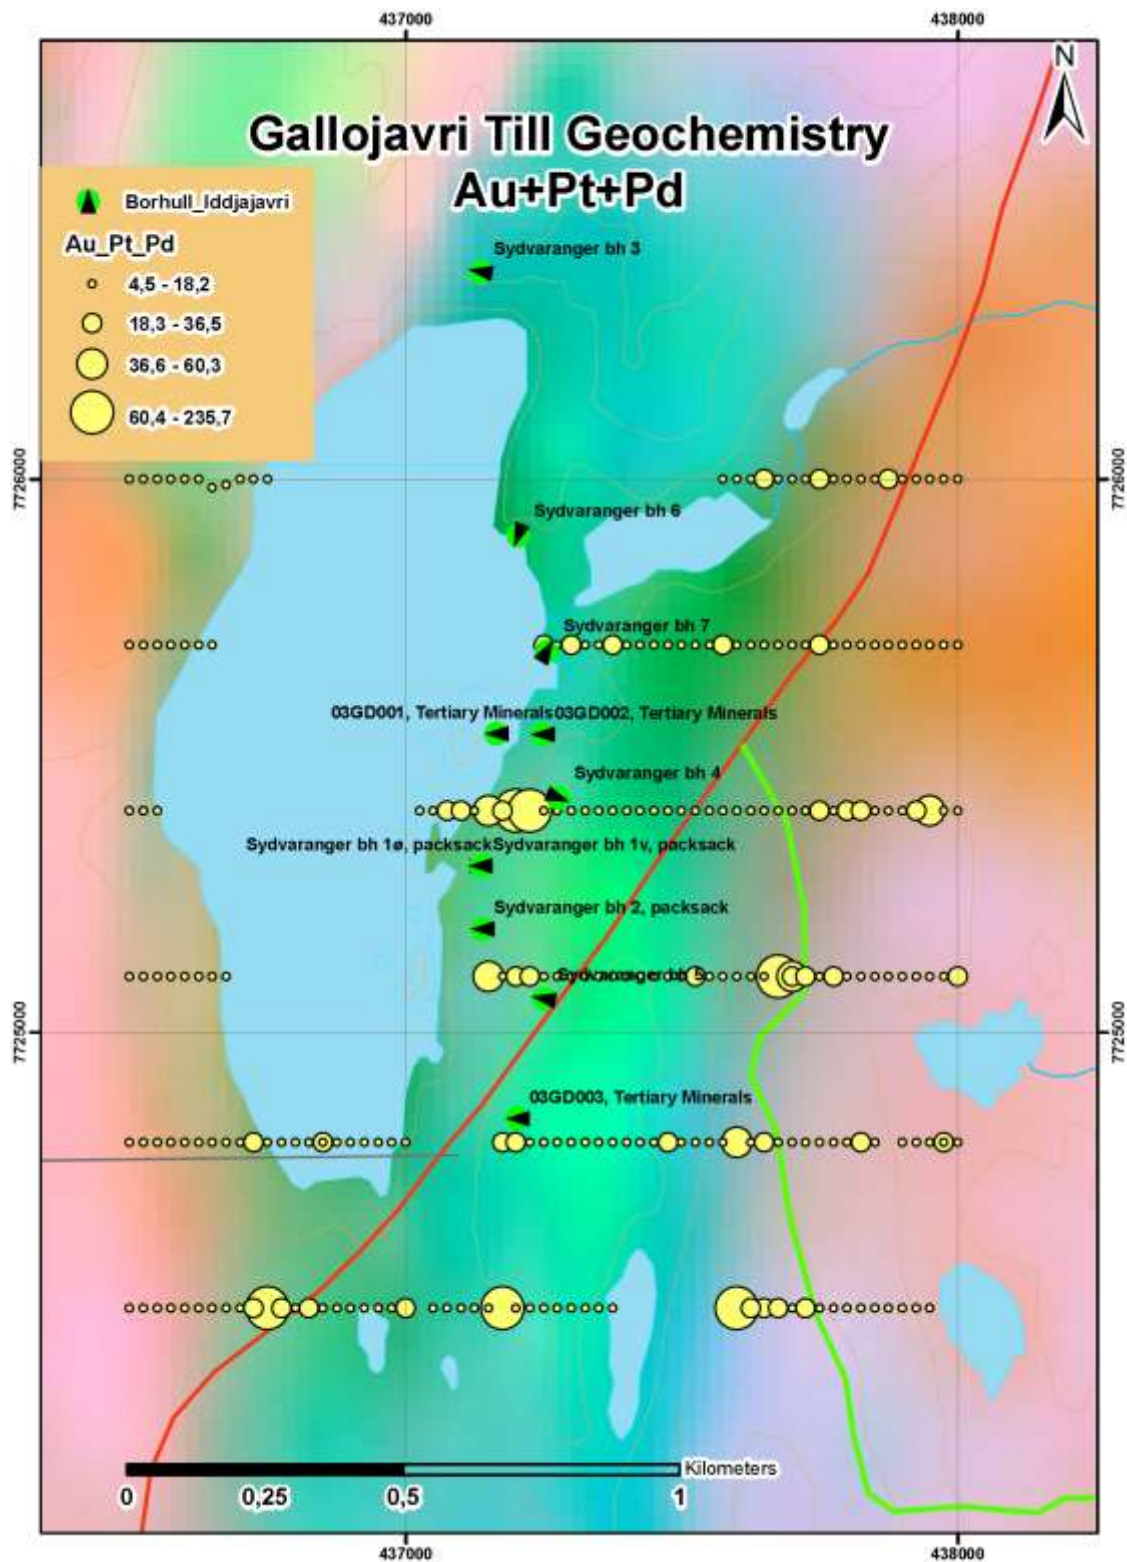 437000
438000
N
Gallojavri Till Geochemistry
Au+Pt+Pd
Borhull_Iddjajavri
Au_Pt_Pd
4,5 - 18,2
18,3 - 36,5
36,6 - 60,3
60,4 - 235,7
Sydvaranger bh 3
7726000
7726000
Sydvaranger bh 6
Sydvaranger bh 7
03GD001, Tertiary Minerals
03GD002, Tertiary Minerals
Sydvaranger bh 4
Sydvaranger bh 1ø, packsack
Sydvaranger bh 1v, packsack
Sydvaranger bh 2, packsack
Sydvaranger bh 5
7725000
7725000
03GD003, Tertiary Minerals
Kilometers
0 0,25 0,5 1
437000
438000